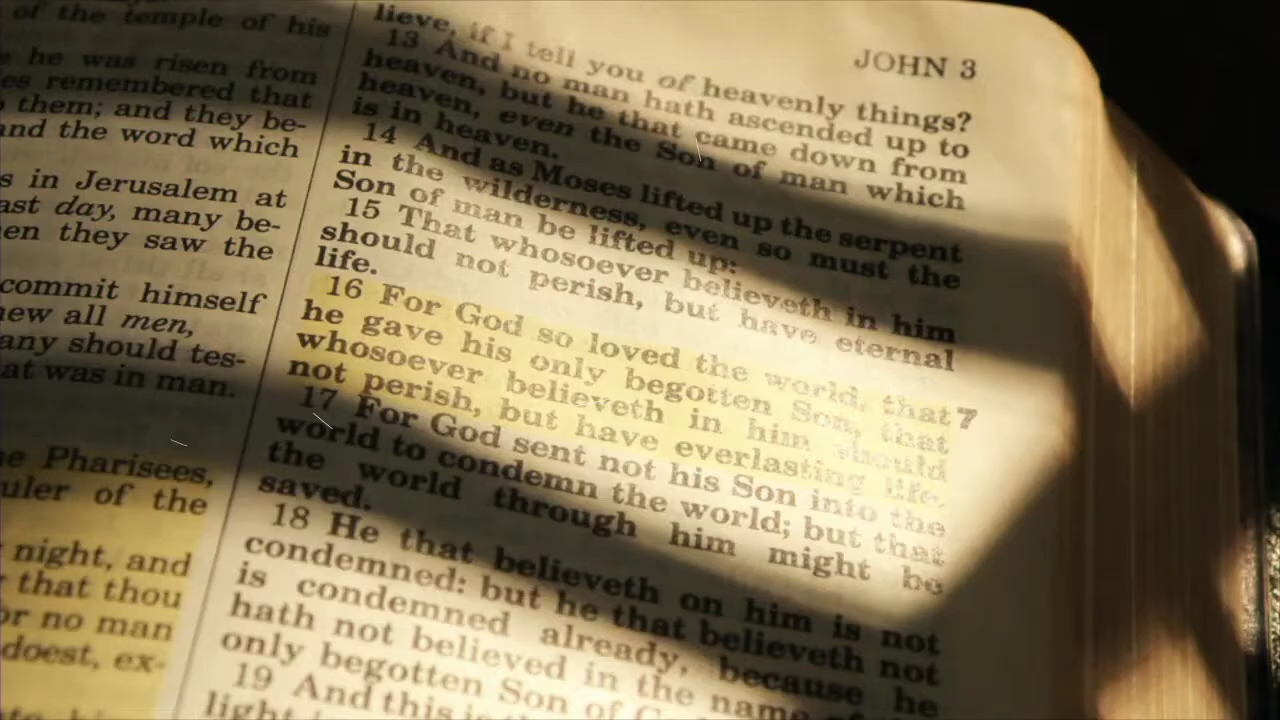 of the temple of his
he was risen from
remembered that
them; and they be-
and the word which
in Jerusalem at
day, many be-
they saw the
commit himself
all men,
any should tes-
at was in man.
Pharisees,
of the
night, and
that thou
no man
doest, ex-
JOHN 3
lieve, if I tell you of heavenly things?
13 And no man hath ascended up to
heaven, but he that came down from
heaven, even the Son of man which
is in heaven.
14 And as Moses lifted up the serpent
in the wilderness, even so must the
Son of man be lifted up:
15 That whosoever believeth in him
should not perish, but have eternal
life.
16 For God so loved the world, that 7
he gave his only begotten Son, that
whosoever believeth in him should
not perish, but have everlasting life.
17 For God sent not his Son into the
world to condemn the world; but that
the world through him might be
saved.
18 He that believeth on him is not
condemned: but he that believeth not
is condemned already, because he
hath not believed in the name of
only begotten Son of
19 And this is
light